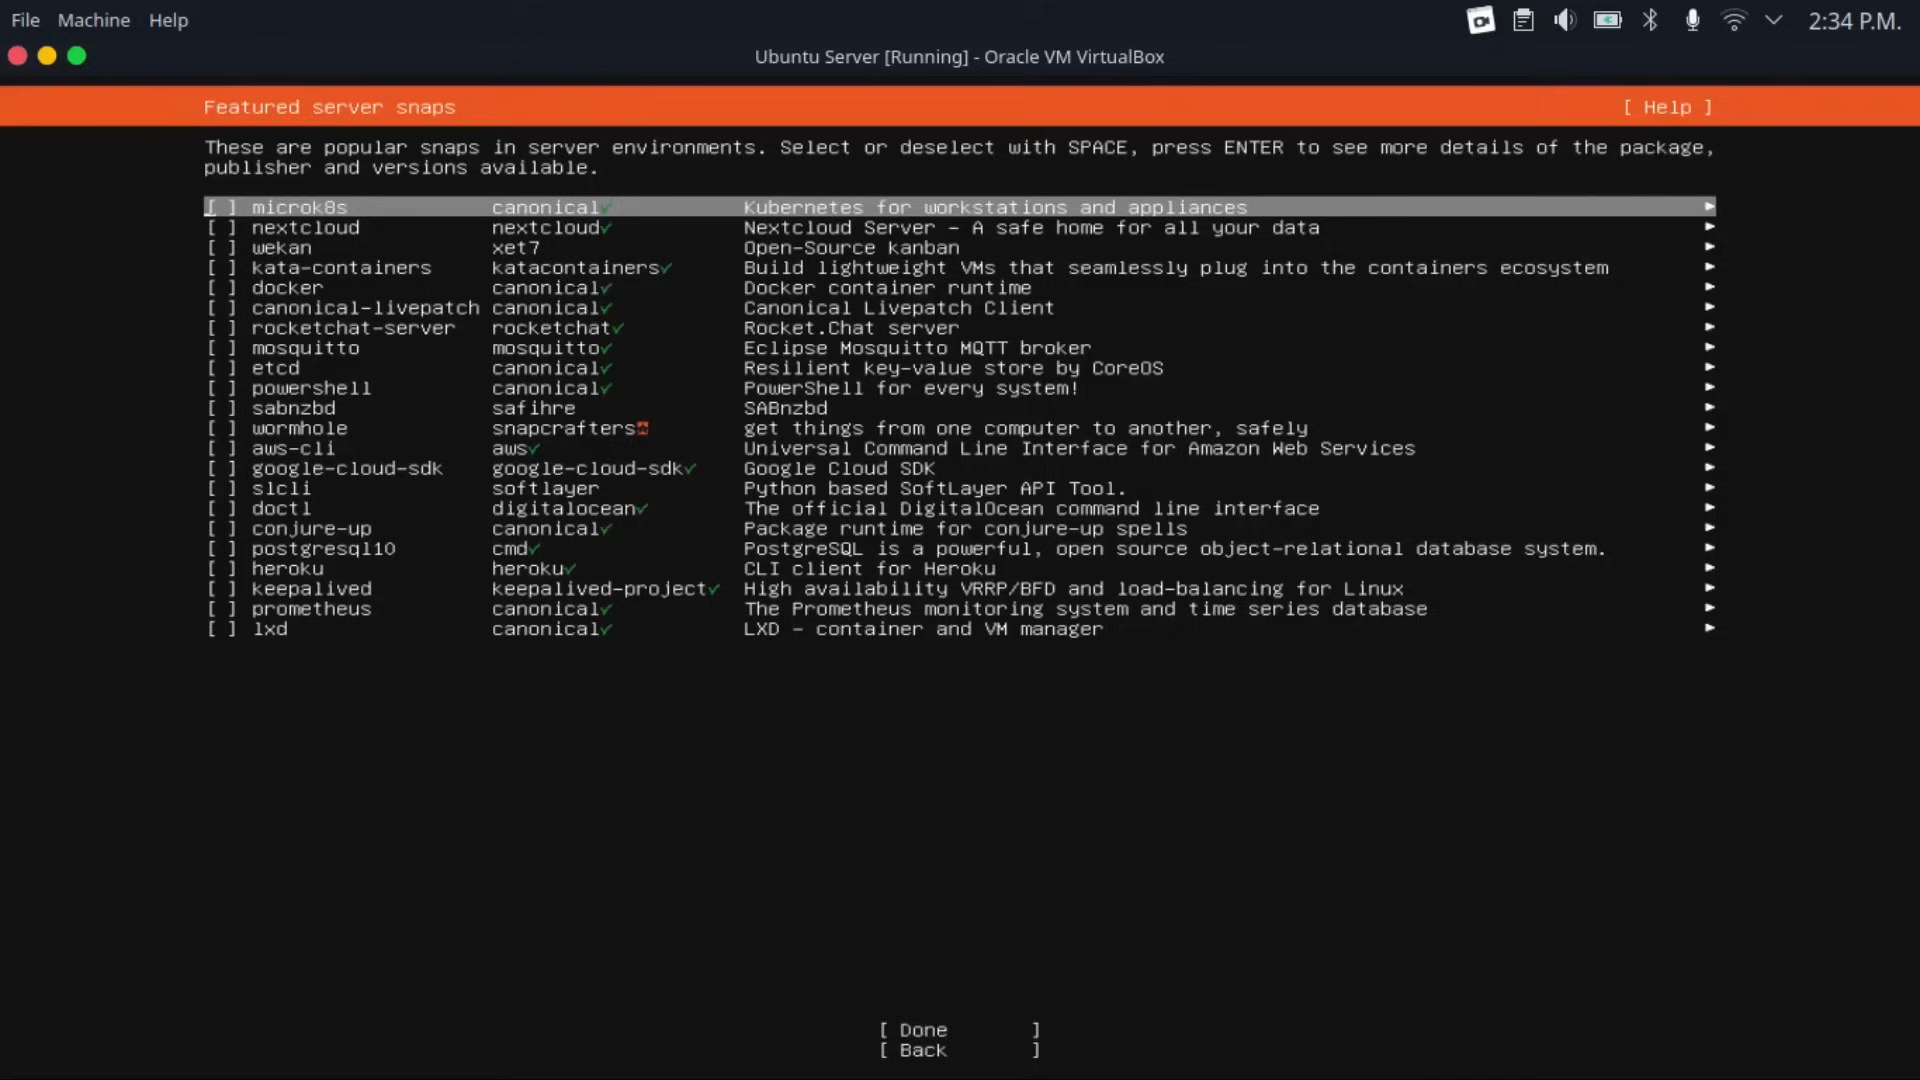 File Machine Help
2:34 P.M.
Ubuntu Server [Running] - Oracle VM VirtualBox
Featured server snaps [ Help ]
These are popular snaps in server environments. Select or deselect with SPACE, press ENTER to see more details of the package,
publisher and versions available.
[ ] microk8s canonical✓ Kubernetes for workstations and appliances ►
[ ] nextcloud nextcloud✓ Nextcloud Server - A safe home for all your data ►
[ ] wekan xet7 Open-Source kanban ►
[ ] kata-containers katacontainers✓ Build lightweight VMs that seamlessly plug into the containers ecosystem ►
[ ] docker canonical✓ Docker container runtime ►
[ ] canonical-livepatch canonical✓ Canonical Livepatch Client ►
[ ] rocketchat-server rocketchat✓ Rocket.Chat server ►
[ ] mosquitto mosquitto✓ Eclipse Mosquitto MQTT broker ►
[ ] etcd canonical✓ Resilient key-value store by CoreOS ►
[ ] powershell canonical✓ PowerShell for every system! ►
[ ] sabnzbd safihre SABnzbd ►
[ ] wormhole snapcrafters get things from one computer to another, safely ►
[ ] aws-cli aws✓ Universal Command Line Interface for Amazon Web Services ►
[ ] google-cloud-sdk google-cloud-sdk✓ Google Cloud SDK ►
[ ] slcli softlayer Python based SoftLayer API Tool. ►
[ ] doctl digitalocean✓ The official DigitalOcean command line interface ►
[ ] conjure-up canonical✓ Package runtime for conjure-up spells ►
[ ] postgresql10 cmd✓ PostgreSQL is a powerful, open source object-relational database system. ►
[ ] heroku heroku✓ CLI client for Heroku ►
[ ] keepalived keepalived-project✓ High availability VRRP/BFD and load-balancing for Linux ►
[ ] prometheus canonical✓ The Prometheus monitoring system and time series database ►
[ ] lxd canonical✓ LXD - container and VM manager ►
[ Done ]
[ Back ]